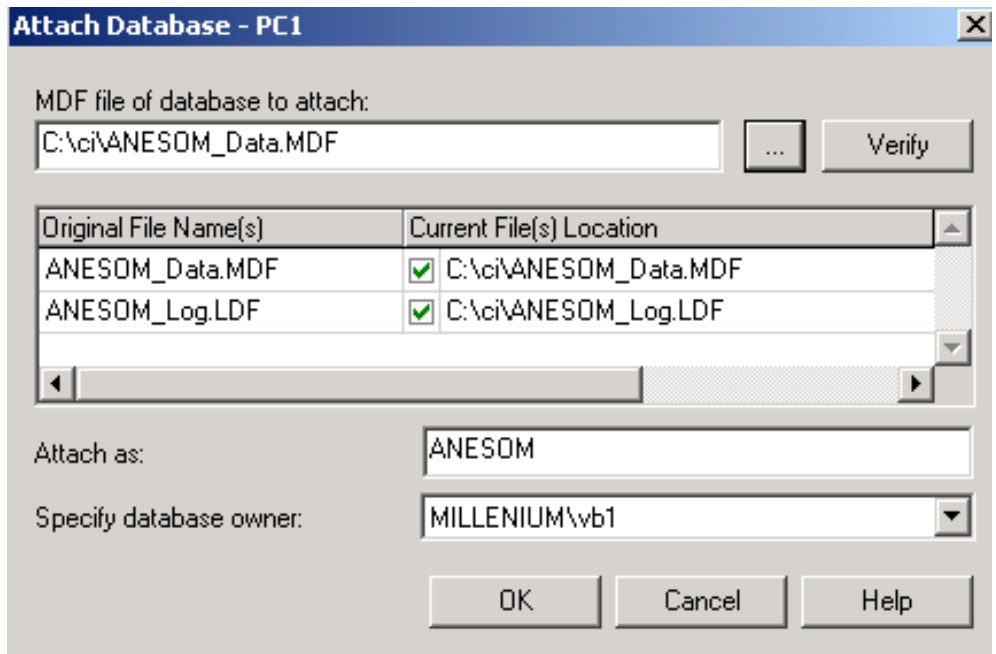 Attach Database - PC1
MDF file of database to attach:
C:\ci\ANESOM_Data.MDF ... Verify
Original File Name(s) Current File(s) Location
ANESOM_Data.MDF C:\ci\ANESOM_Data.MDF
ANESOM_Log.LDF C:\ci\ANESOM_Log.LDF
Attach as: ANESOM
Specify database owner: MILLENIUM\vb1
OK Cancel Help